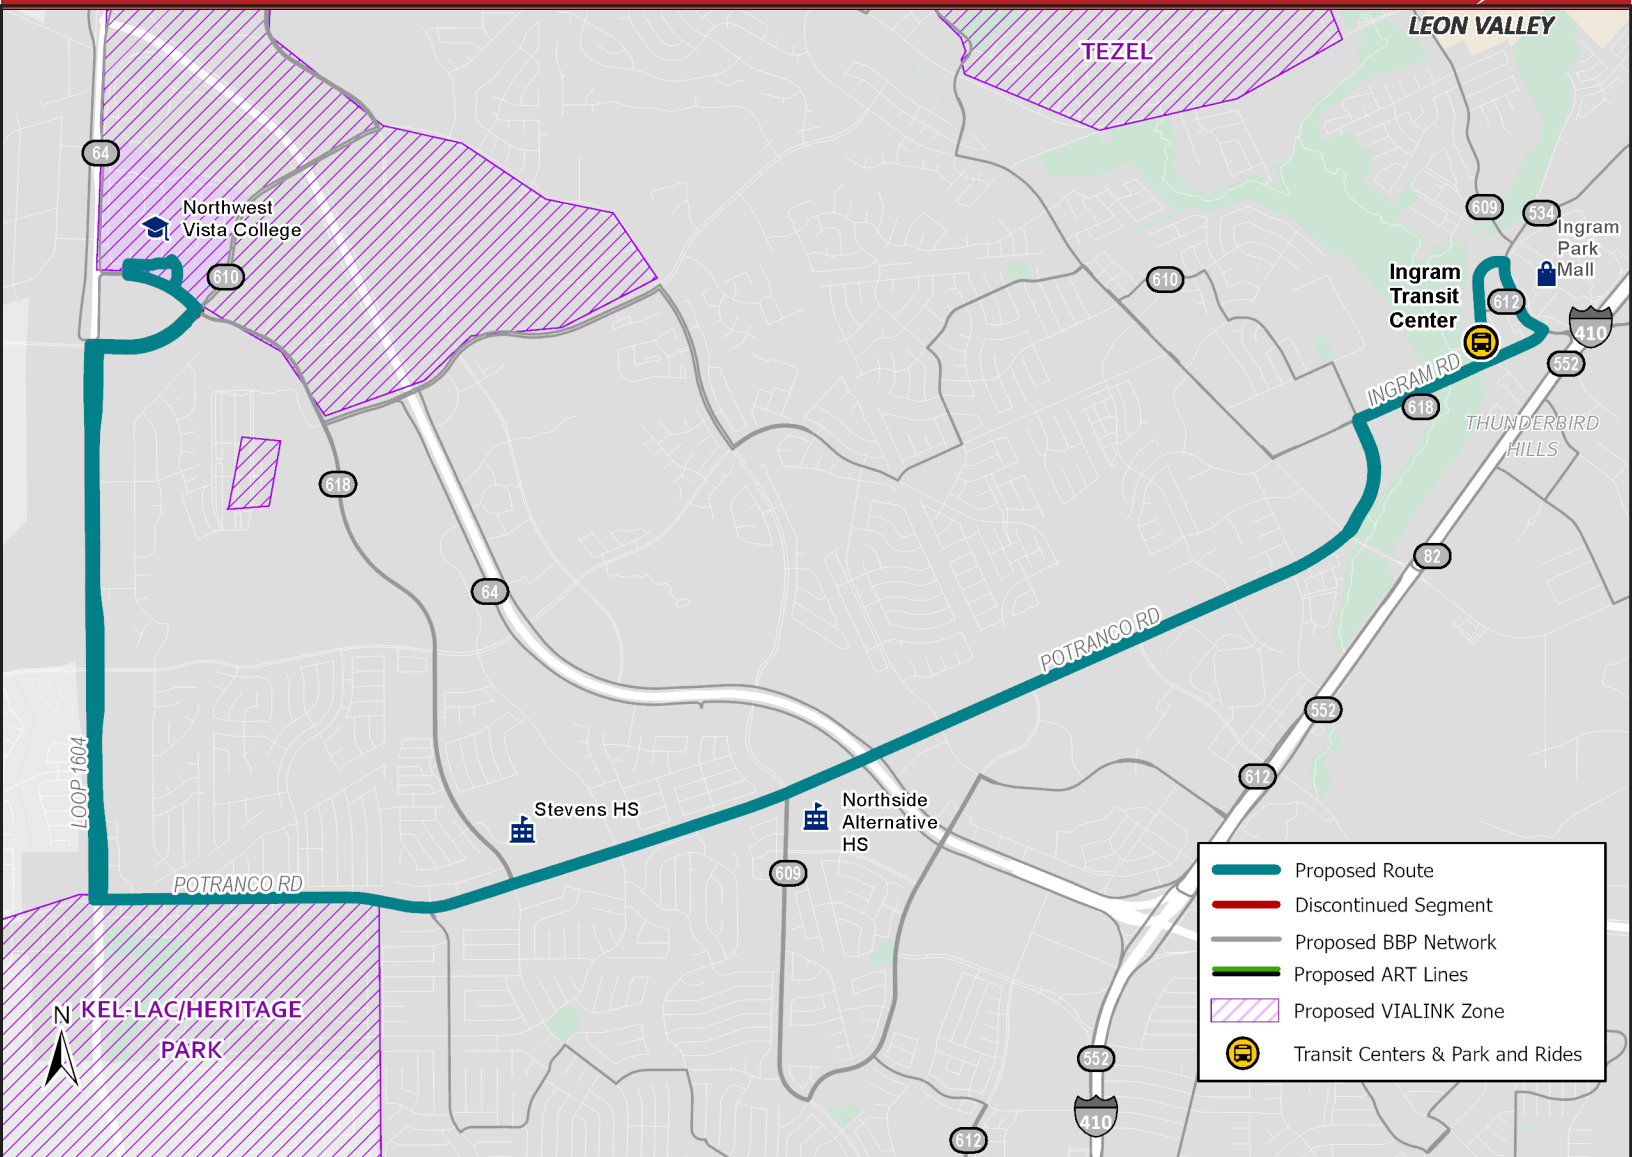 LEON VALLEY
TEZEL
64
Northwest
Vista College
610
609
534
Ingram
Park
Mall
610
Ingram
Transit
Center
612
410
552
INGRAM RD
618
THUNDERBIRD
HILLS
618
82
64
POTRANCO RD
552
LOOP 1604
612
Stevens HS
Northside
Alternative
HS
609
POTRANCO RD
KEL-LAC/HERITAGE
PARK
N
552
410
612
Proposed Route
Discontinued Segment
Proposed BBP Network
Proposed ART Lines
Proposed VIALINK Zone
Transit Centers & Park and Rides